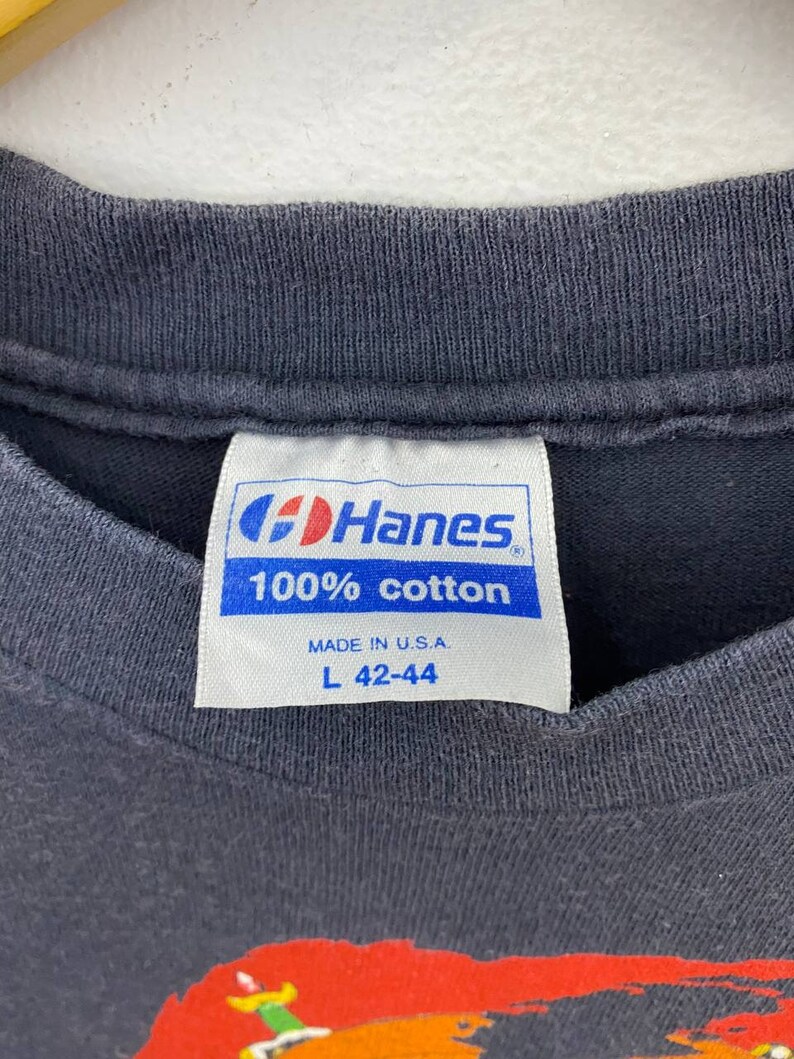 Hanes®
100% cotton
MADE IN U.S.A.
L 42-44